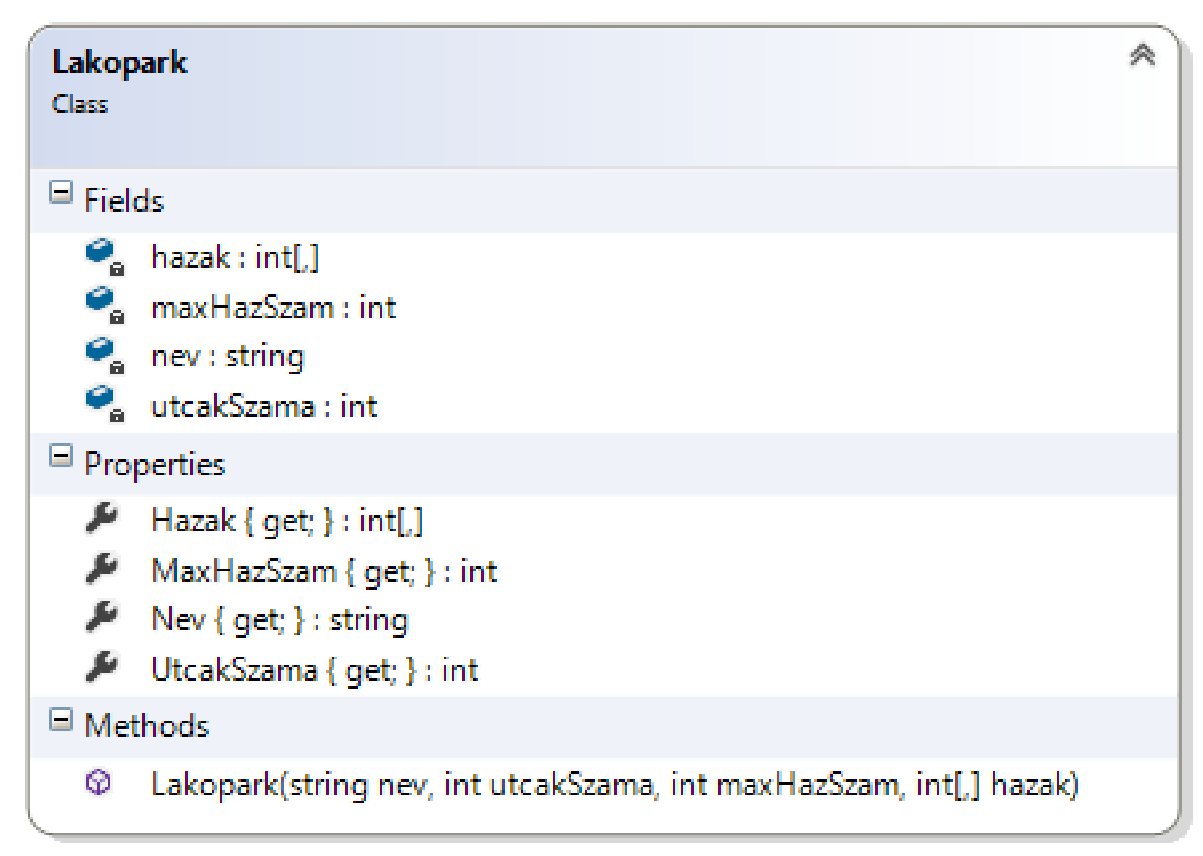 Lakopark
Class
Fields
hazak : int[,]
maxHazSzam : int
nev : string
utcakSzama : int
Properties
Hazak { get; } : int[,]
MaxHazSzam { get; } : int
Nev { get; } : string
UtcakSzama { get; } : int
Methods
Lakopark(string nev, int utcakSzama, int maxHazSzam, int[,] hazak)